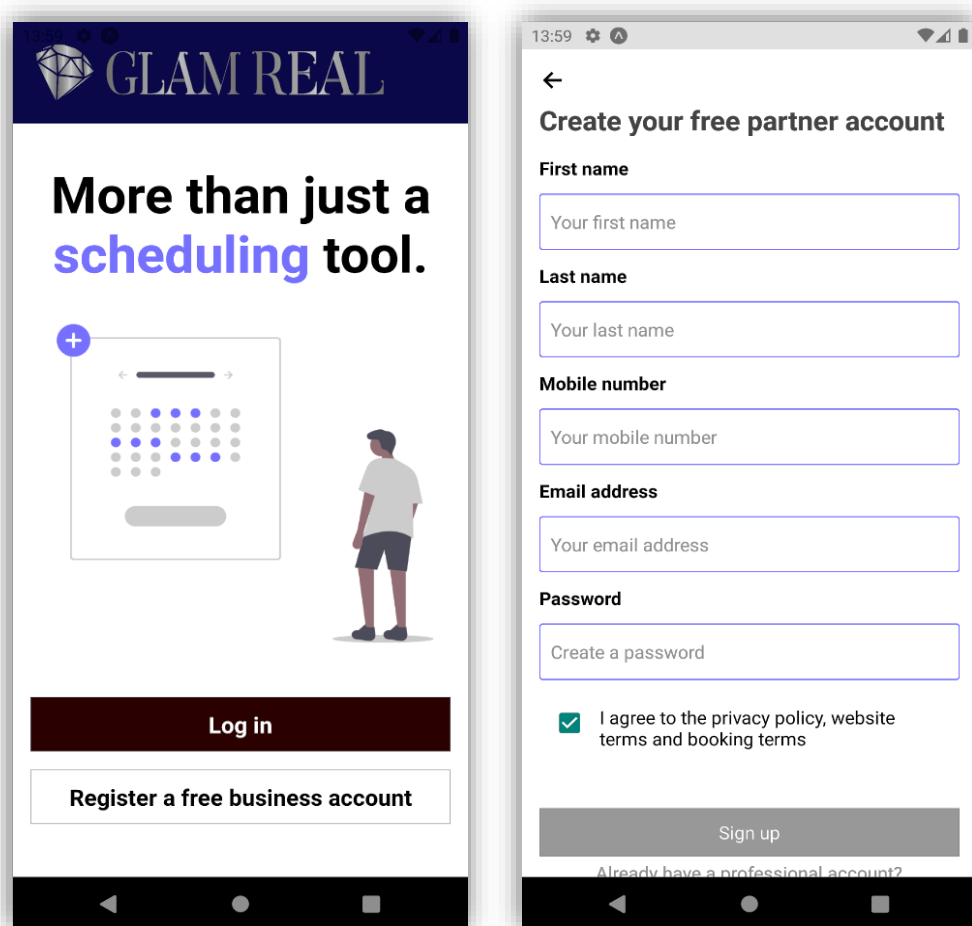 13:59
GLAM REAL
More than just a
scheduling tool.
Log in
Register a free business account
13:59
Create your free partner account
First name
Your first name
Last name
Your last name
Mobile number
Your mobile number
Email address
Your email address
Password
Create a password
I agree to the privacy policy, website
terms and booking terms
Sign up
Already have a professional account?